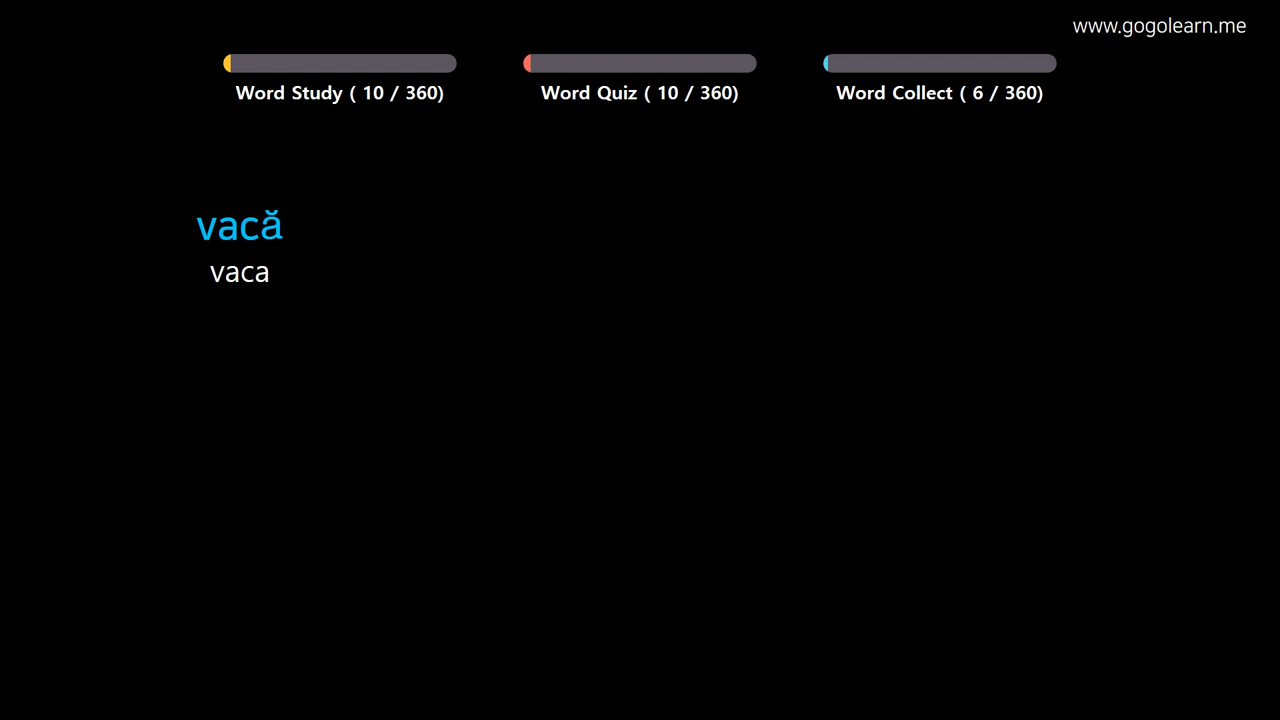 www.gogolearn.me
Word Study ( 10 / 360)
Word Quiz ( 10 / 360)
Word Collect ( 6 / 360)
vacă
vaca